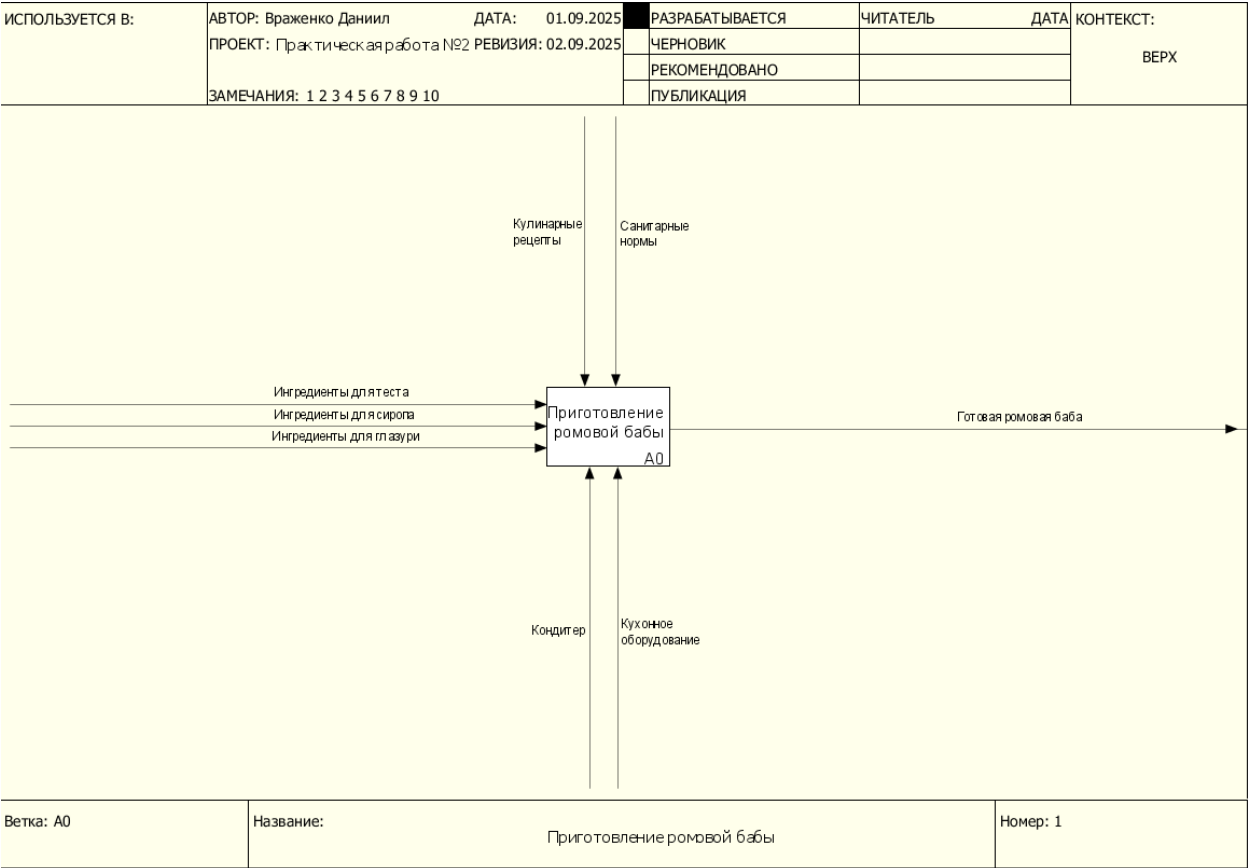 ИСПОЛЬЗУЕТСЯ В:
АВТОР: Враженко Даниил ДАТА: 01.09.2025
ПРОЕКТ: Практическая работа №2 РЕВИЗИЯ: 02.09.2025
ЗАМЕЧАНИЯ: 1 2 3 4 5 6 7 8 9 10
РАЗРАБАТЫВАЕТСЯ
ЧЕРНОВИК
РЕКОМЕНДОВАНО
ПУБЛИКАЦИЯ
ЧИТАТЕЛЬ ДАТА
КОНТЕКСТ:
ВЕРХ
Кулинарные
рецепты
Санитарные
нормы
Ингредиенты для теста
Ингредиенты для сиропа
Ингредиенты для глазури
Приготовление
ромовой бабы
A0
Готовая ромовая баба
Кондитер
Кухонное
оборудование
Ветка: A0
Название:
Приготовление ромовой бабы
Номер: 1